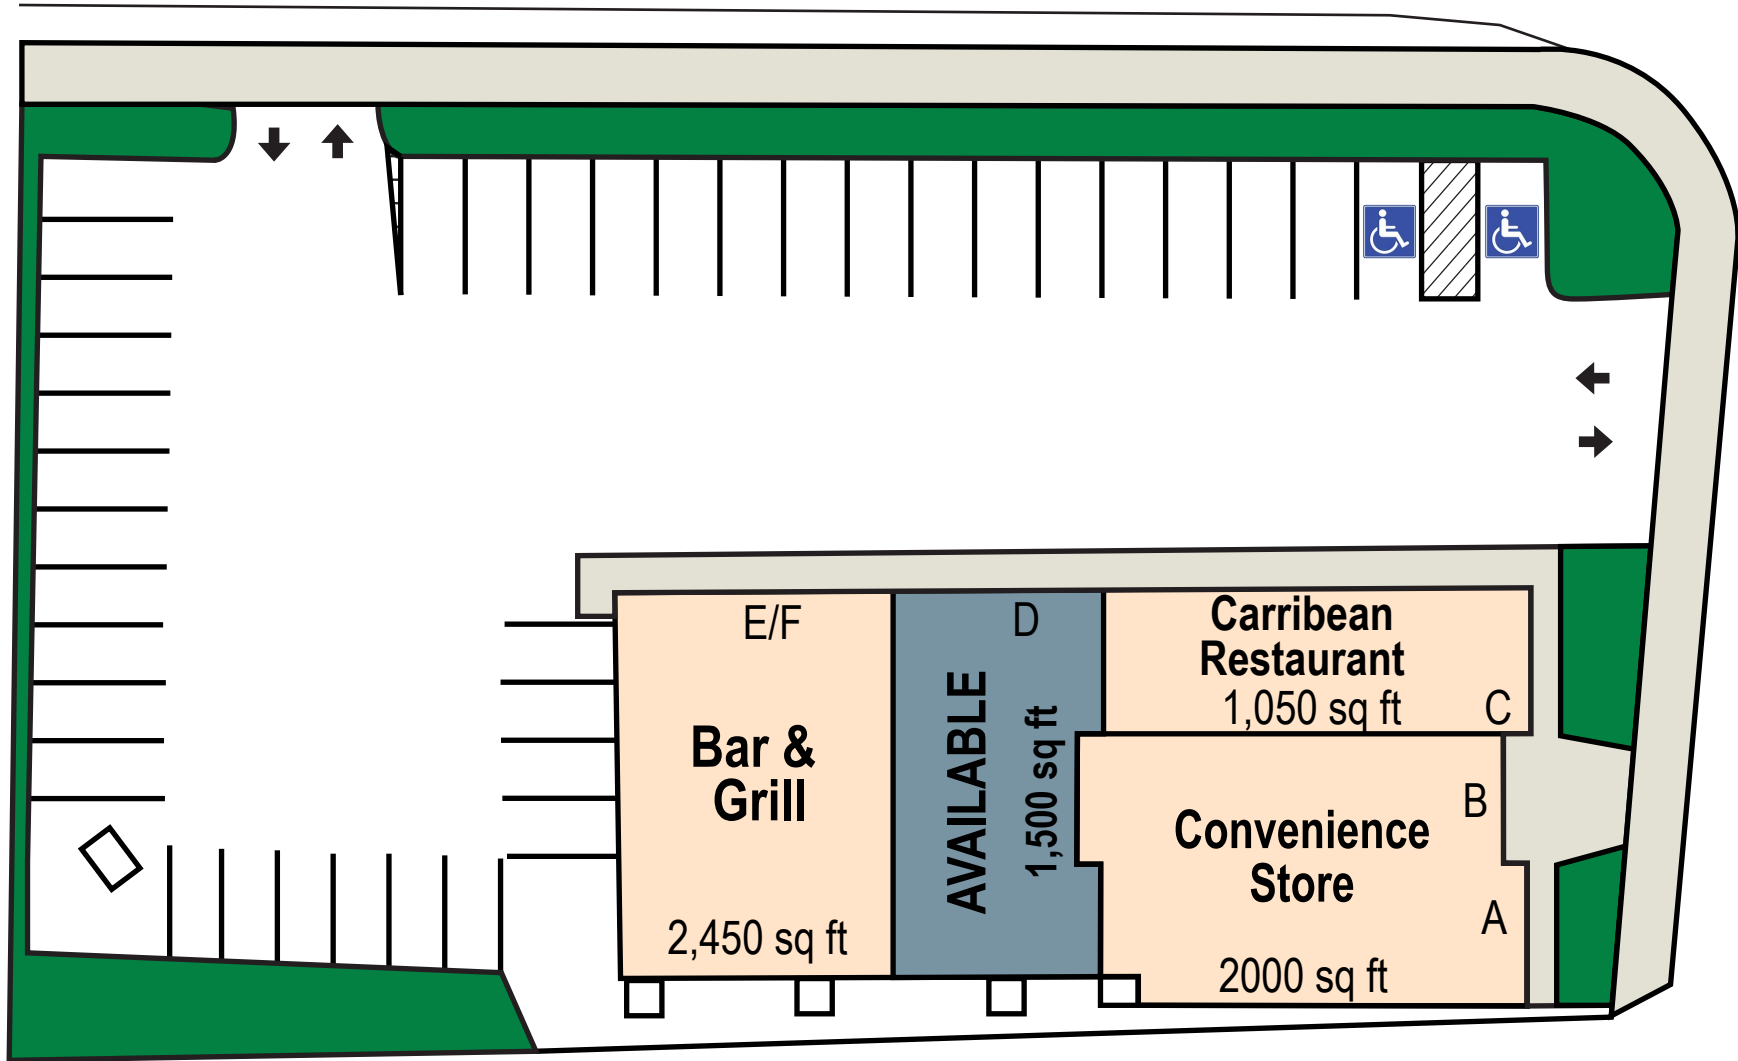 E/F
Bar &
Grill
2,450 sq ft
D
AVAILABLE
1,500 sq ft
Carribean
Restaurant
1,050 sq ft
C
B
Convenience
Store
A
2000 sq ft